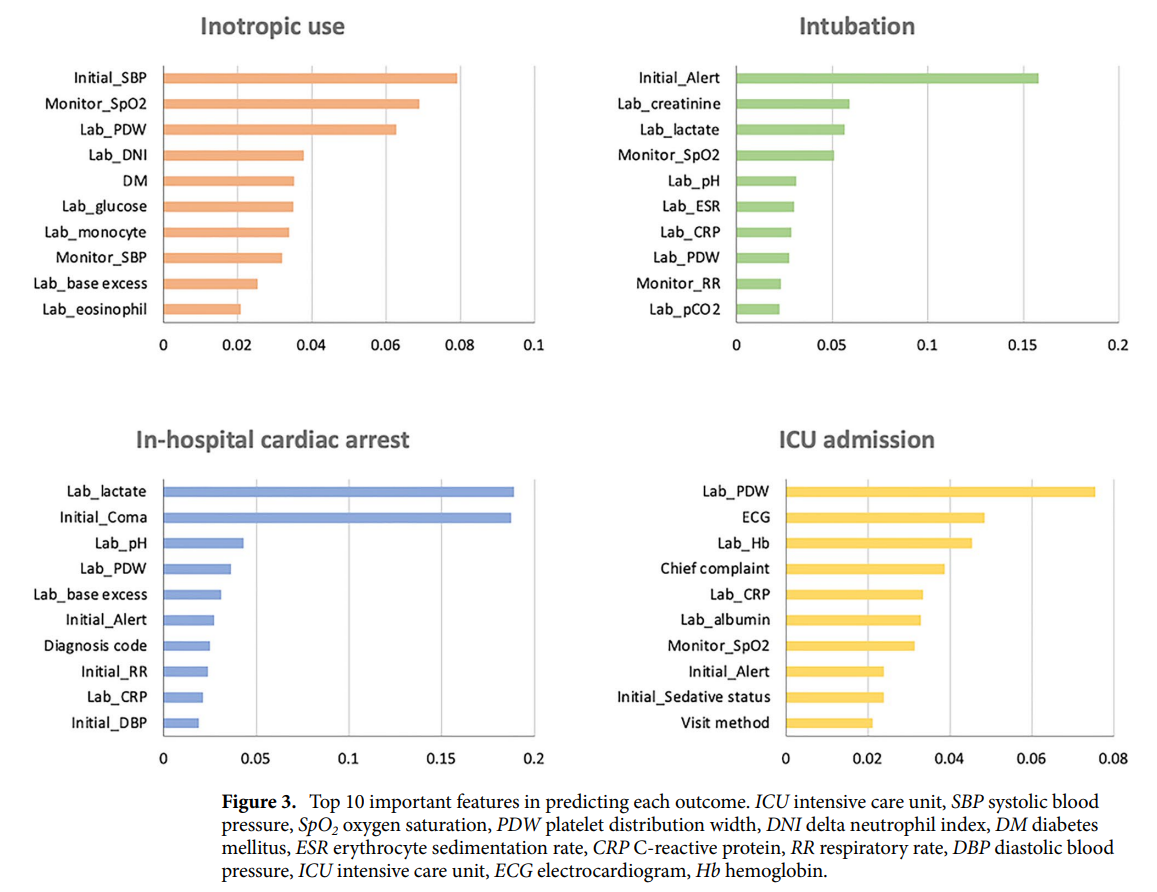 Inotropic use
Initial_SBP
Monitor_SpO2
Lab_PDW
Lab_DNI
DM
Lab_glucose
Lab_monocyte
Monitor_SBP
Lab_base excess
Lab_eosinophil
0 0.02 0.04 0.06 0.08 0.1
Intubation
Initial_Alert
Lab_creatinine
Lab_lactate
Monitor_SpO2
Lab_pH
Lab_ESR
Lab_CRP
Lab_PDW
Monitor_RR
Lab_pCO2
0 0.05 0.1 0.15 0.2
In-hospital cardiac arrest
Lab_lactate
Initial_Coma
Lab_pH
Lab_PDW
Lab_base excess
Initial_Alert
Diagnosis code
Initial_RR
Lab_CRP
Initial_DBP
0 0.05 0.1 0.15 0.2
ICU admission
Lab_PDW
ECG
Lab_Hb
Chief complaint
Lab_CRP
Lab_albumin
Monitor_SpO2
Initial_Alert
Initial_Sedative status
Visit method
0 0.02 0.04 0.06 0.08
Figure 3. Top 10 important features in predicting each outcome. ICU intensive care unit, SBP systolic blood
pressure, SpO₂ oxygen saturation, PDW platelet distribution width, DNI delta neutrophil index, DM diabetes
mellitus, ESR erythrocyte sedimentation rate, CRP C-reactive protein, RR respiratory rate, DBP diastolic blood
pressure, ICU intensive care unit, ECG electrocardiogram, Hb hemoglobin.